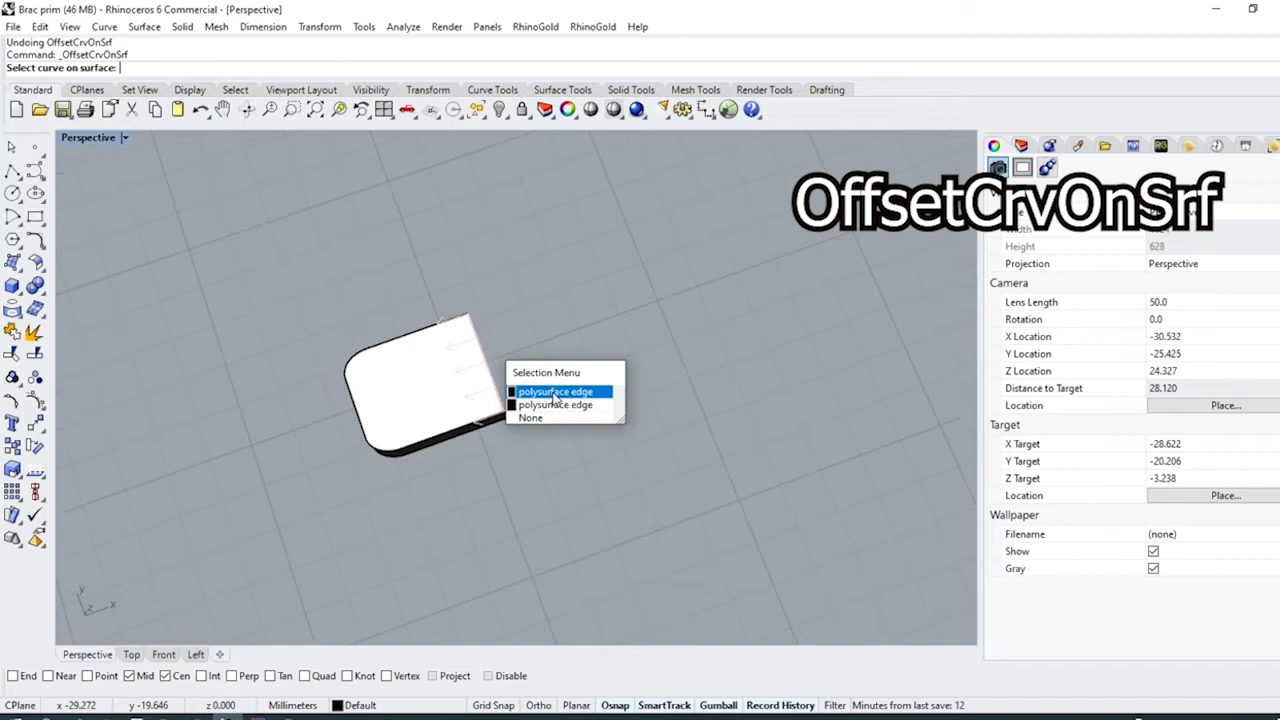 Brac prim (46 MB) - Rhinoceros 6 Commercial - [Perspective]
File Edit View Curve Surface Solid Mesh Dimension Transform Tools Analyze Render Panels RhinoGold RhinoGold Help
Undoing OffsetCrvOnSrf
Command: _OffsetCrvOnSrf
Select curve on surface:
Standard CPlanes Set View Display Select Viewport Layout Visibility Transform Curve Tools Surface Tools Solid Tools Mesh Tools Render Tools Drafting
Perspective
OffsetCrvOnSrf
Width
Height 628
Projection Perspective
Camera
Lens Length 50.0
Rotation 0.0
X Location -30.532
Y Location -25.425
Z Location 24.327
Distance to Target 28.120
Location Place...
Target
X Target -28.622
Y Target -20.206
Z Target -3.238
Location Place...
Wallpaper
Filename (none)
Show
Gray
Selection Menu
polysurface edge
polysurface edge
None
y
z x
Perspective Top Front Left
End Near Point Mid Cen Int Perp Tan Quad Knot Vertex Project Disable
CPlane x -29.272 y -19.646 z 0.000 Millimeters Default Grid Snap Ortho Planar Osnap SmartTrack Gumball Record History Filter Minutes from last save: 12